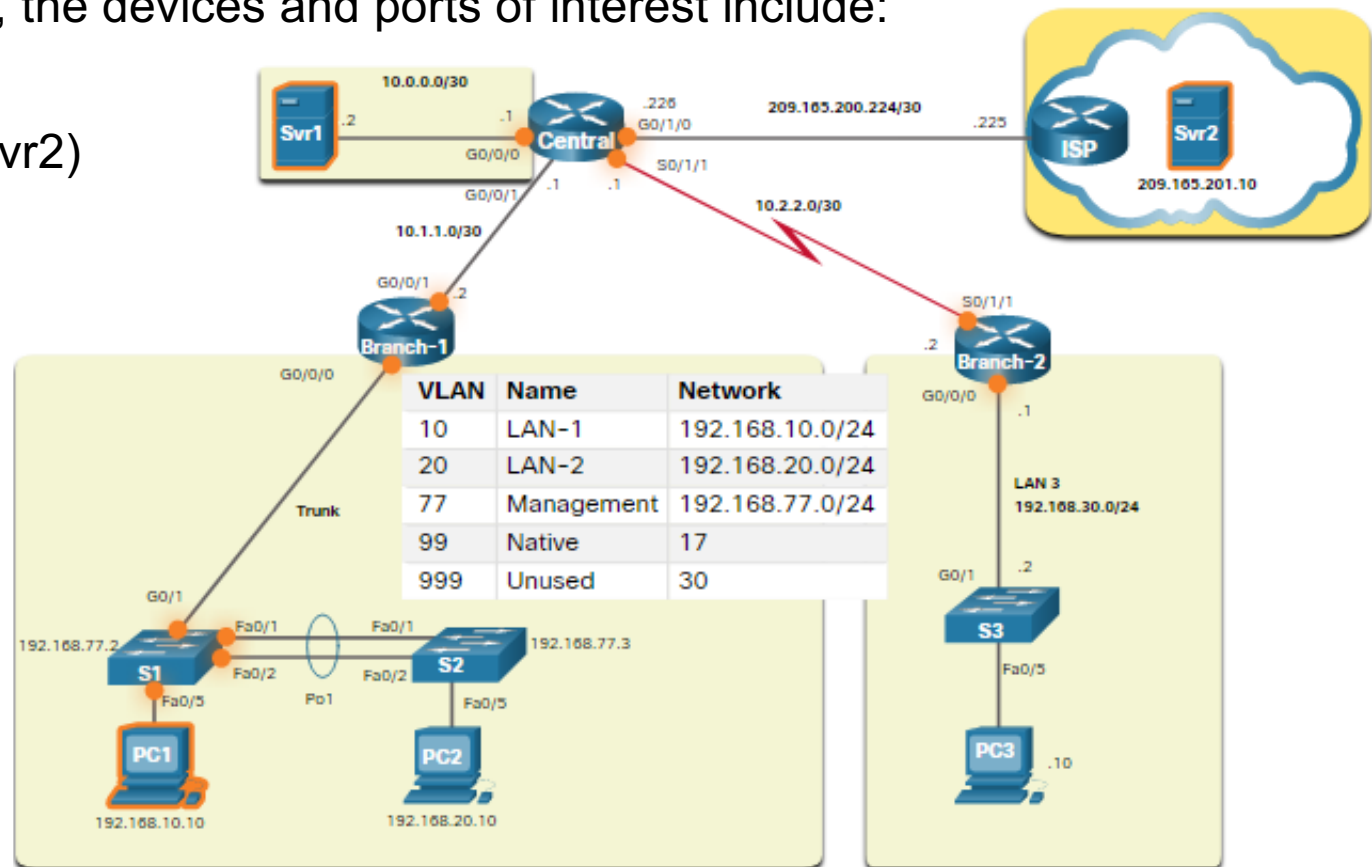 , the devices and ports of interest include:
vr2)
10.0.0.0/30
Svr1
.2
.1
G0/0/0
Central
.226
G0/1/0
209.165.200.224/30
.225
ISP
Svr2
209.165.201.10
S0/1/1
G0/0/1
.1
.1
10.2.2.0/30
10.1.1.0/30
G0/0/1
.2
Branch-1
G0/0/0
S0/1/1
.2
Branch-2
G0/0/0
.1
VLAN Name Network
10 LAN-1 192.168.10.0/24
20 LAN-2 192.168.20.0/24
77 Management 192.168.77.0/24
99 Native 17
999 Unused 30
Trunk
LAN 3
192.168.30.0/24
G0/1
Fa0/1
Fa0/1
192.168.77.2
S1
Fa0/2
Fa0/2
S2
192.168.77.3
Fa0/5
Po1
Fa0/5
PC1
PC2
192.168.10.10
192.168.20.10
G0/1
.2
S3
Fa0/5
PC3
.10